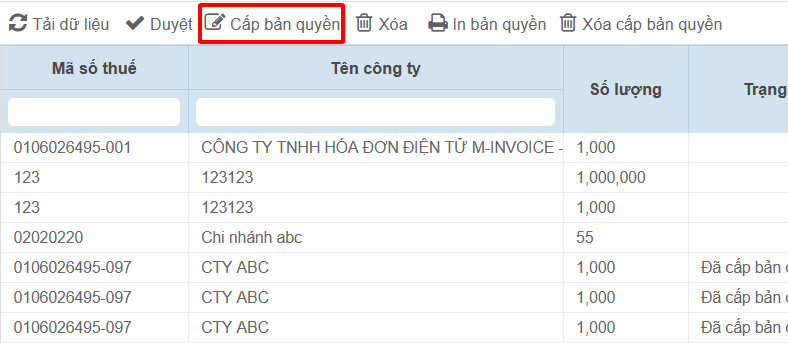 Tải dữ liệu Duyệt Cấp bản quyền Xóa In bản quyền Xóa cấp bản quyền
Mã số thuế Tên công ty Số lượng Trạng
0106026495-001 CÔNG TY TNHH HÓA ĐƠN ĐIỆN TỬ M-INVOICE - 1,000
123 123123 1,000,000
123 123123 1,000
02020220 Chi nhánh abc 55
0106026495-097 CTY ABC 1,000 Đã cấp bản
0106026495-097 CTY ABC 1,000 Đã cấp bản
0106026495-097 CTY ABC 1,000 Đã cấp bản